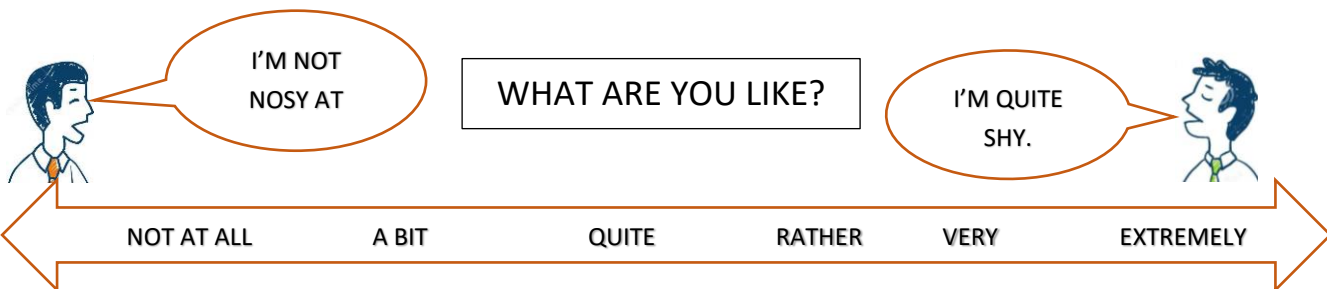 I'M NOT
NOSY AT
WHAT ARE YOU LIKE?
I'M QUITE
SHY.
NOT AT ALL A BIT QUITE RATHER VERY EXTREMELY